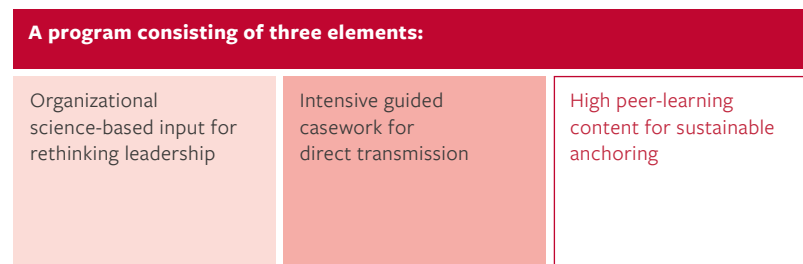 A program consisting of three elements:
Organizational
science-based input for
rethinking leadership
Intensive guided
casework for
direct transmission
High peer-learning
content for sustainable
anchoring